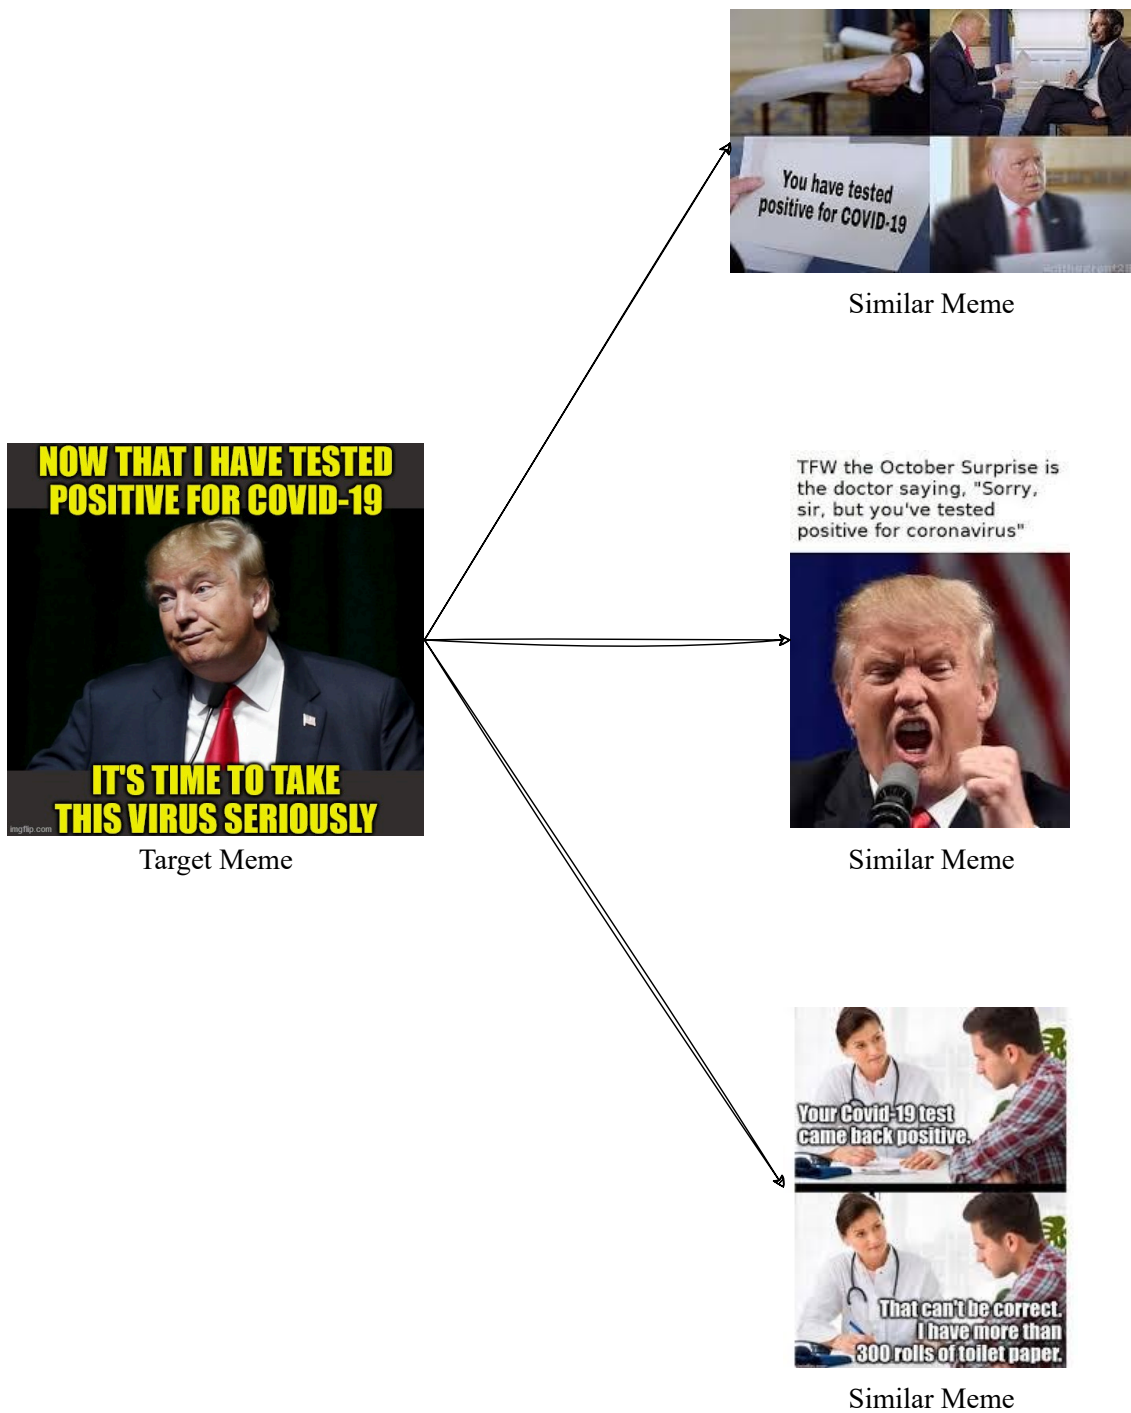 You have tested
positive for COVID-19
Similar Meme
NOW THAT I HAVE TESTED
POSITIVE FOR COVID-19
IT'S TIME TO TAKE
THIS VIRUS SERIOUSLY
imgflip.com
Target Meme
TFW the October Surprise is
the doctor saying, "Sorry,
sir, but you've tested
positive for coronavirus"
Similar Meme
Your Covid-19 test
came back positive.
That can't be correct.
I have more than
300 rolls of toilet paper.
Similar Meme